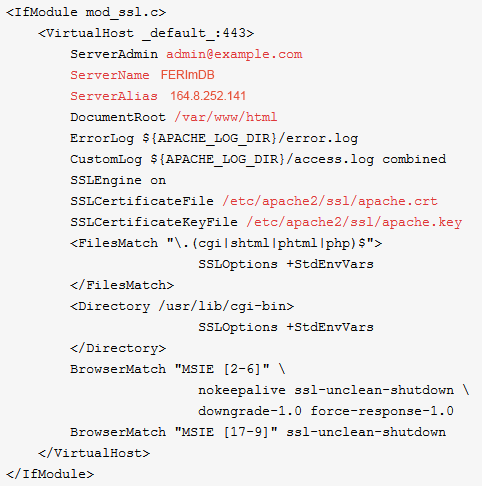 <IfModule mod_ssl.c>
<VirtualHost _default_:443>
ServerAdmin admin@example.com
ServerName FERImDB
ServerAlias 164.8.252.141
DocumentRoot /var/www/html
ErrorLog ${APACHE_LOG_DIR}/error.log
CustomLog ${APACHE_LOG_DIR}/access.log combined
SSLEngine on
SSLCertificateFile /etc/apache2/ssl/apache.crt
SSLCertificateKeyFile /etc/apache2/ssl/apache.key
<FilesMatch "\.(cgi|shtml|phtml|php)$">
SSLOptions +StdEnvVars
</FilesMatch>
<Directory /usr/lib/cgi-bin>
SSLOptions +StdEnvVars
</Directory>
BrowserMatch "MSIE [2-6]" \
nokeepalive ssl-unclean-shutdown \
downgrade-1.0 force-response-1.0
BrowserMatch "MSIE [17-9]" ssl-unclean-shutdown
</VirtualHost>
</IfModule>